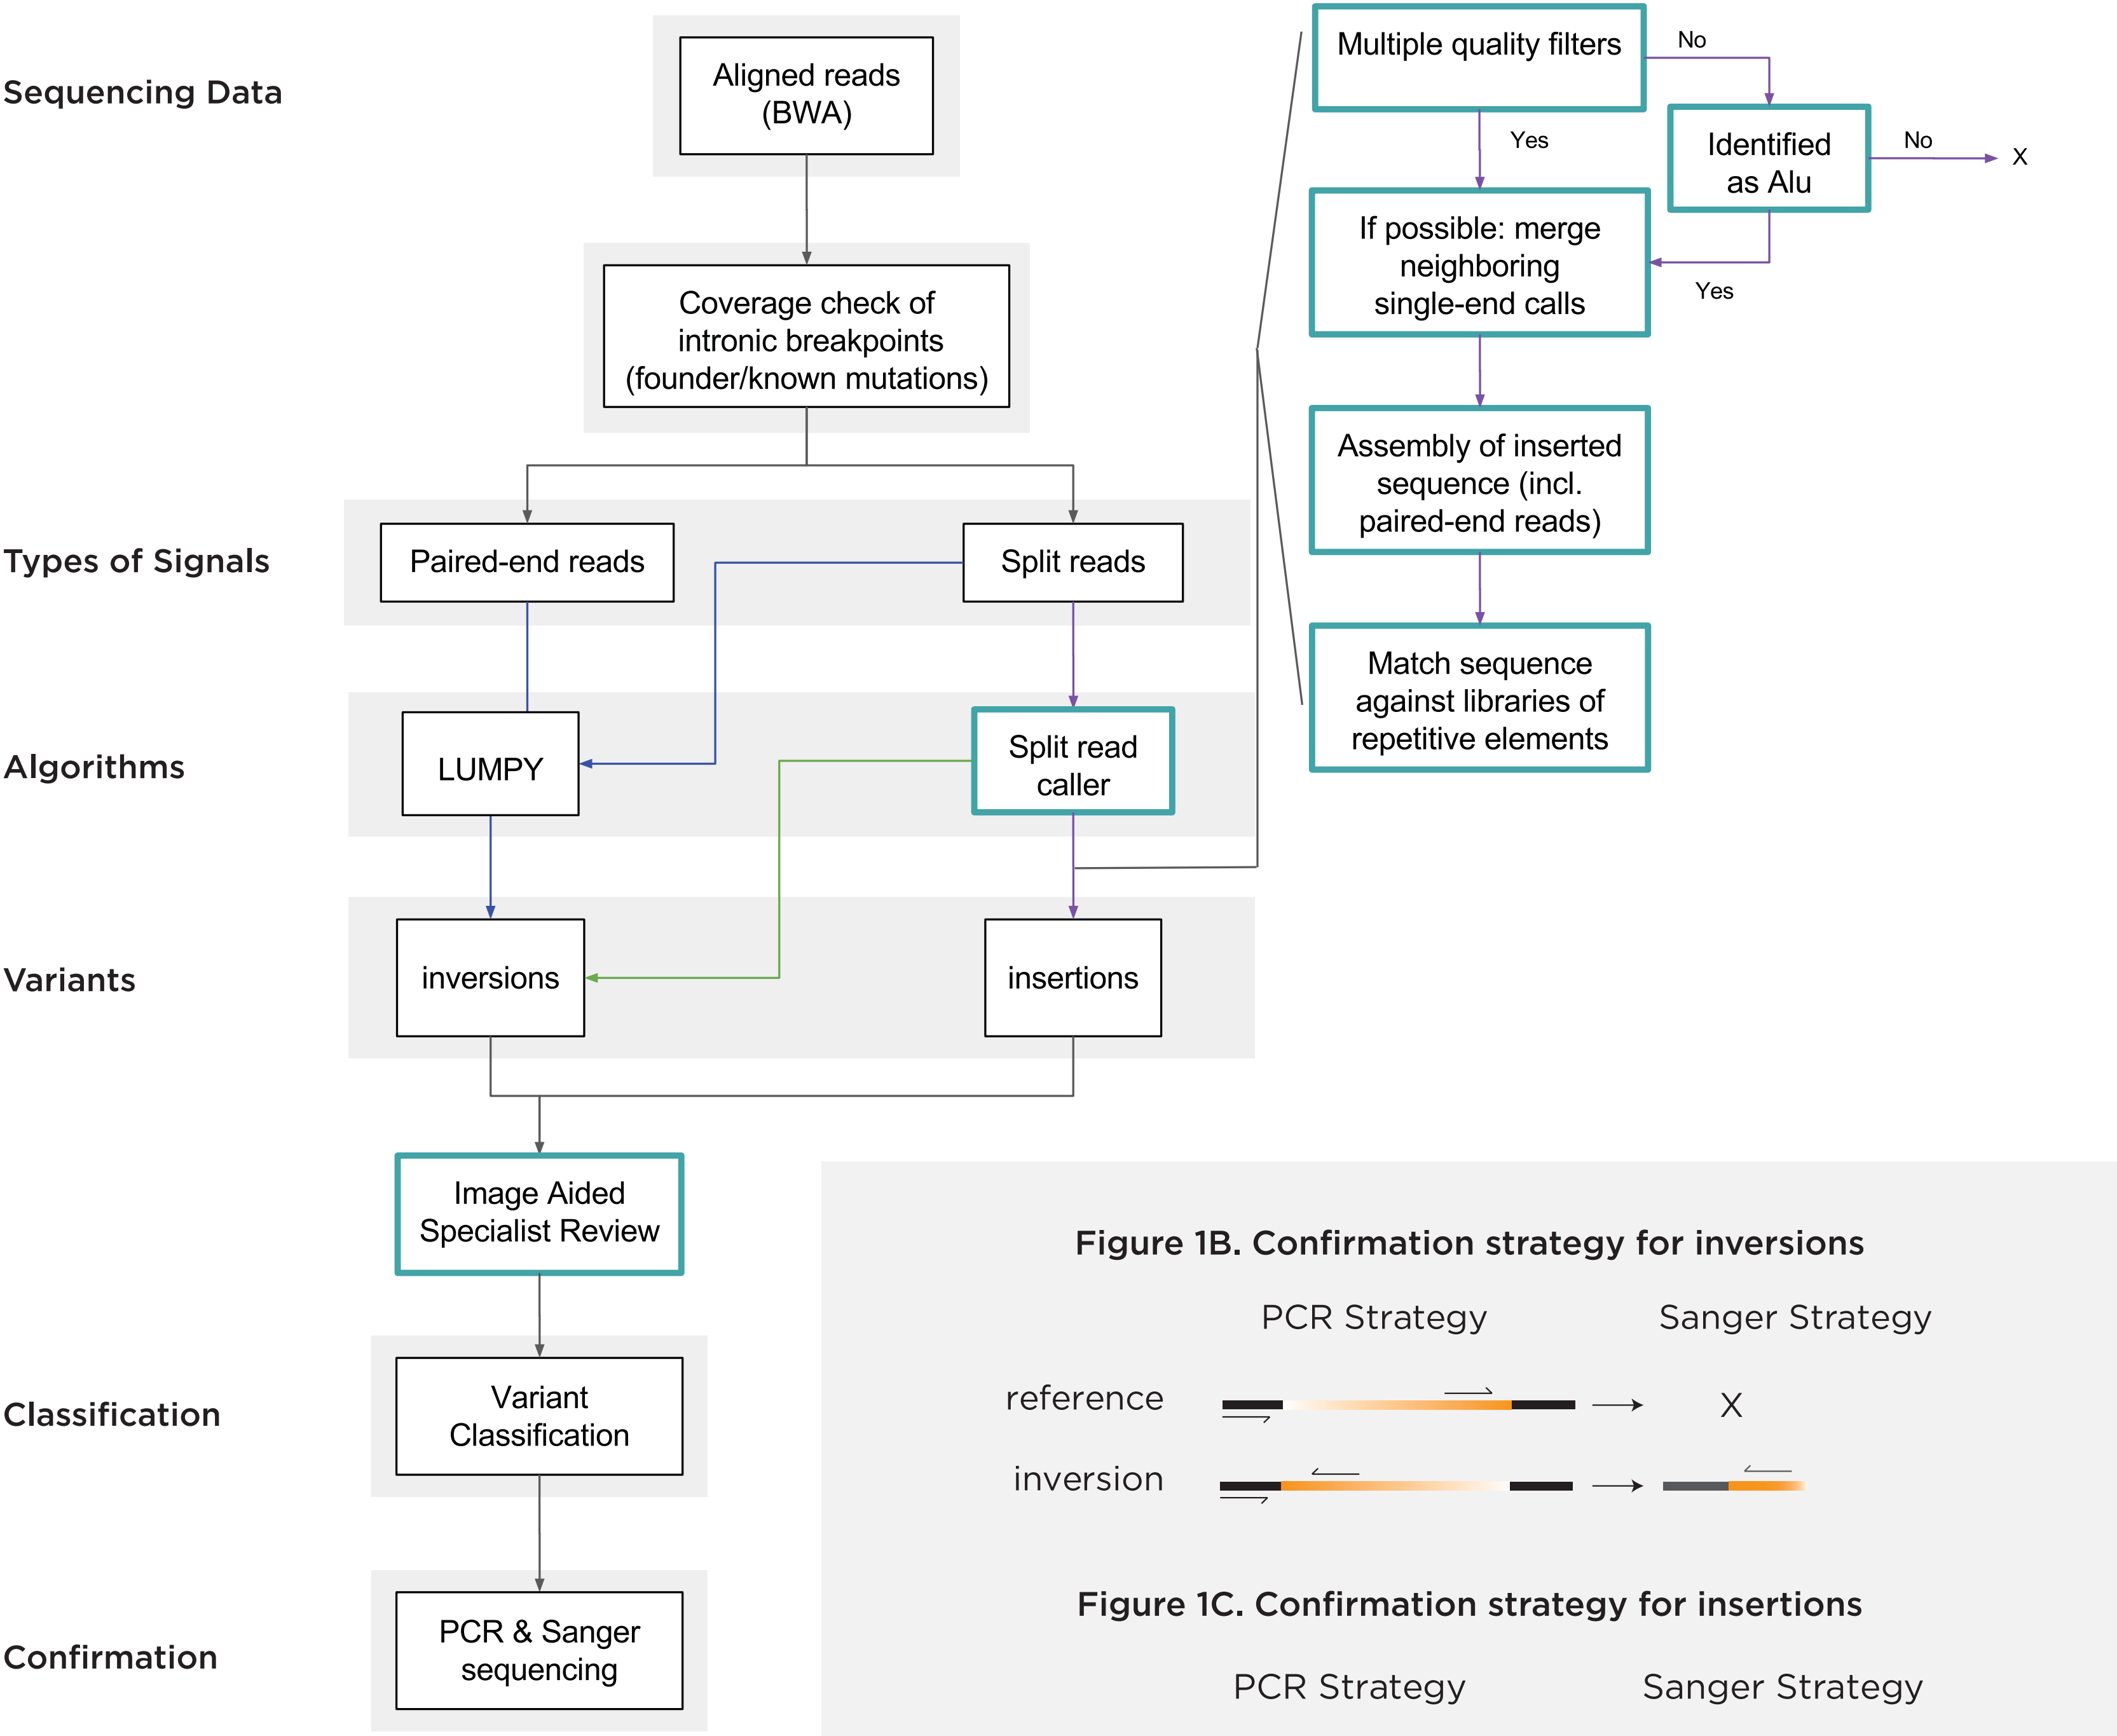 Sequencing Data
Aligned reads
(BWA)
Coverage check of
intronic breakpoints
(founder/known mutations)
Types of Signals
Paired-end reads
Split reads
Algorithms
LUMPY
Split read
caller
Variants
inversions
insertions
Image Aided
Specialist Review
Classification
Variant
Classification
Confirmation
PCR & Sanger
sequencing
Multiple quality filters
No
Identified
as Alu
No
X
Yes
If possible: merge
neighboring
single-end calls
Yes
Assembly of inserted
sequence (incl.
paired-end reads)
Match sequence
against libraries of
repetitive elements
Figure 1B. Confirmation strategy for inversions
PCR Strategy
Sanger Strategy
reference
X
inversion
Figure 1C. Confirmation strategy for insertions
PCR Strategy
Sanger Strategy